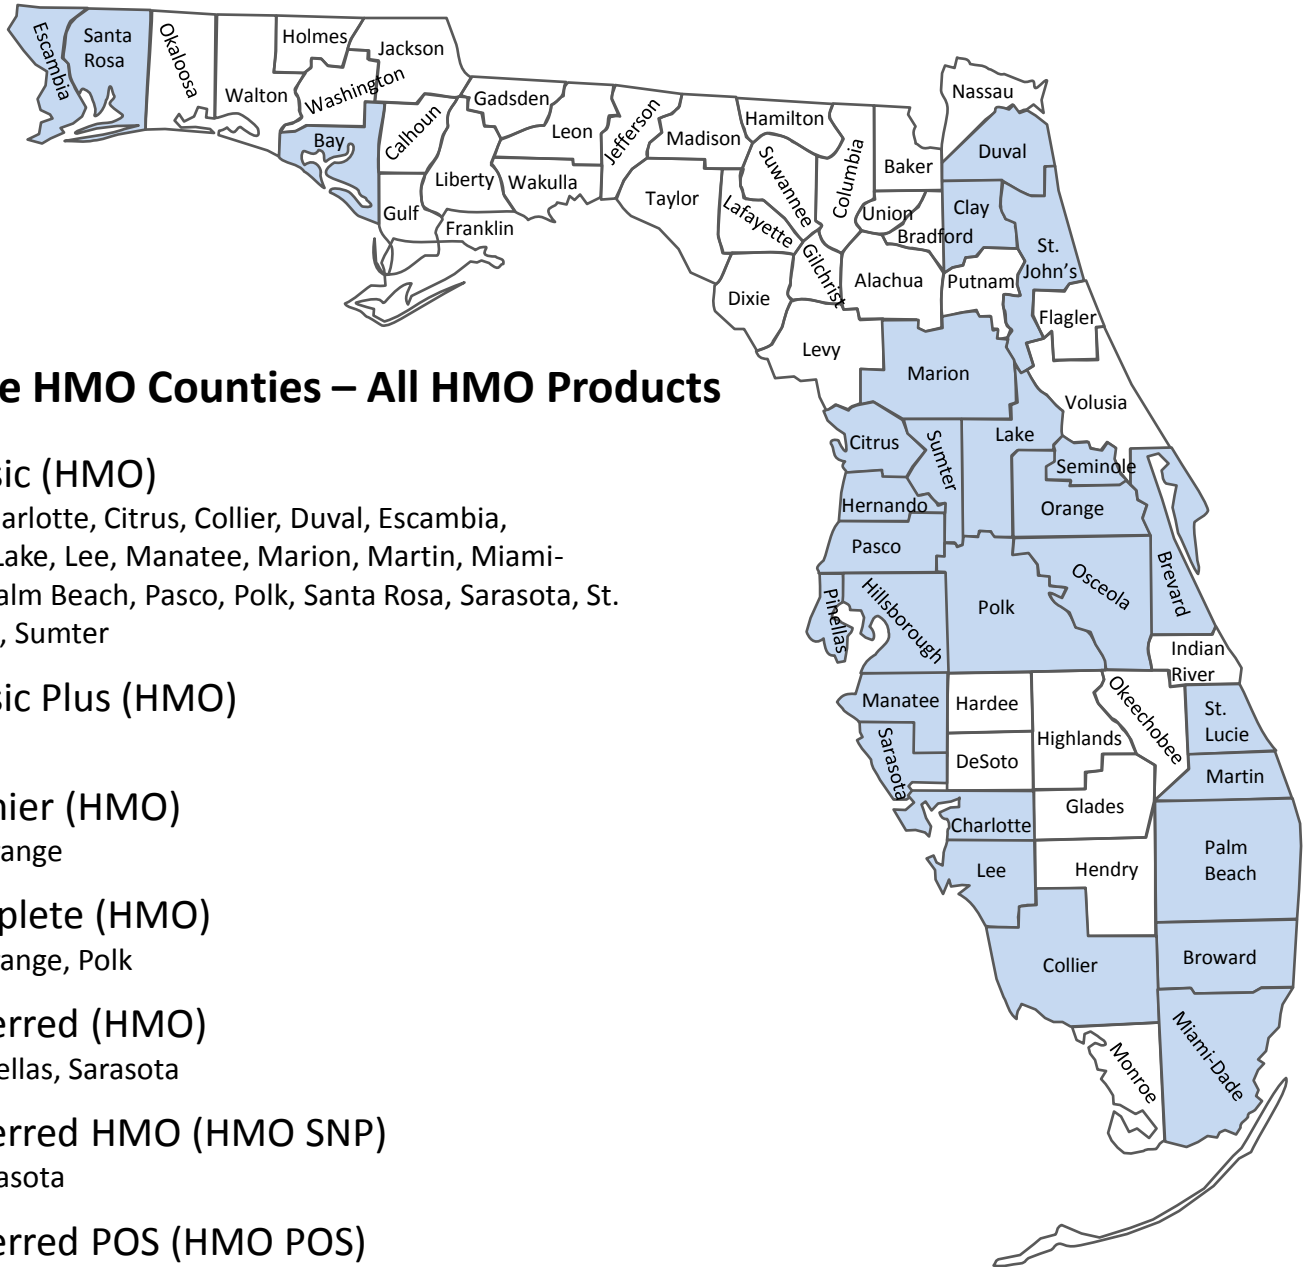 Escambia
Santa
Rosa
Okaloosa
Walton
Holmes
Washington
Jackson
Bay
Calhoun
Gulf
Liberty
Gadsden
Leon
Wakulla
Franklin
Jefferson
Madison
Taylor
Hamilton
Suwannee
Lafayette
Dixie
Columbia
Gilchrist
Baker
Union
Bradford
Alachua
Levy
Nassau
Duval
Clay
St.
John's
Putnam
Flagler
Marion
Volusia
Citrus
Sumter
Lake
Seminole
Hernando
Orange
Pasco
Brevard
Pinellas
Hillsborough
Polk
Osceola
Indian
River
Manatee
Hardee
Highlands
Okeechobee
St.
Lucie
Sarasota
DeSoto
Martin
Charlotte
Glades
Lee
Hendry
Palm
Beach
Collier
Broward
Monroe
Miami-Dade
e HMO Counties – All HMO Products
sic (HMO)
arlotte, Citrus, Collier, Duval, Escambia,
Lake, Lee, Manatee, Marion, Martin, Miami-
alm Beach, Pasco, Polk, Santa Rosa, Sarasota, St.
, Sumter
sic Plus (HMO)
nier (HMO)
range
plete (HMO)
range, Polk
erred (HMO)
ellas, Sarasota
erred HMO (HMO SNP)
asota
erred POS (HMO POS)